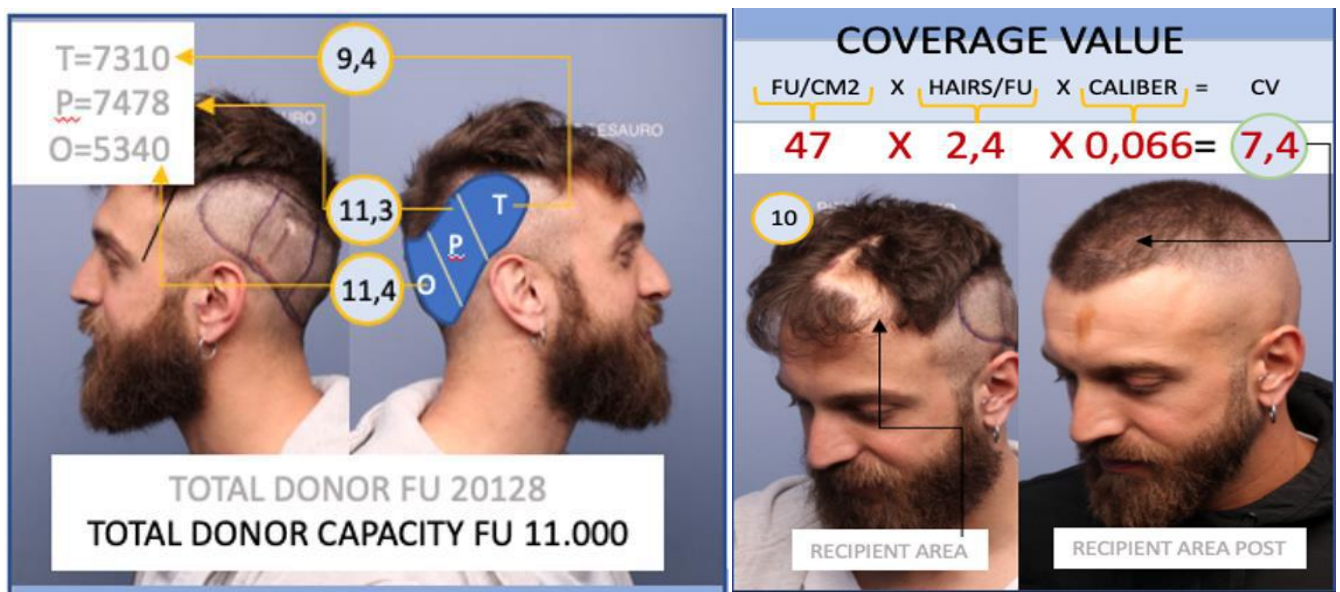 T=7310
P=7478
O=5340
9,4
11,3
11,4
T
P
O
TOTAL DONOR FU 20128
TOTAL DONOR CAPACITY FU 11.000
COVERAGE VALUE
FU/CM2 X HAIRS/FU X CALIBER = CV
47 X 2,4 X 0,066= 7,4
10
RECIPIENT AREA
RECIPIENT AREA POST